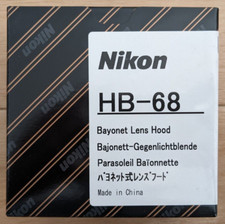 Nikon
HB-68
Bayonet Lens Hood
Bajonett-Gegenlichtblende
Parasoleil Baïonnette
バヨネット式レンズフード
Made in China